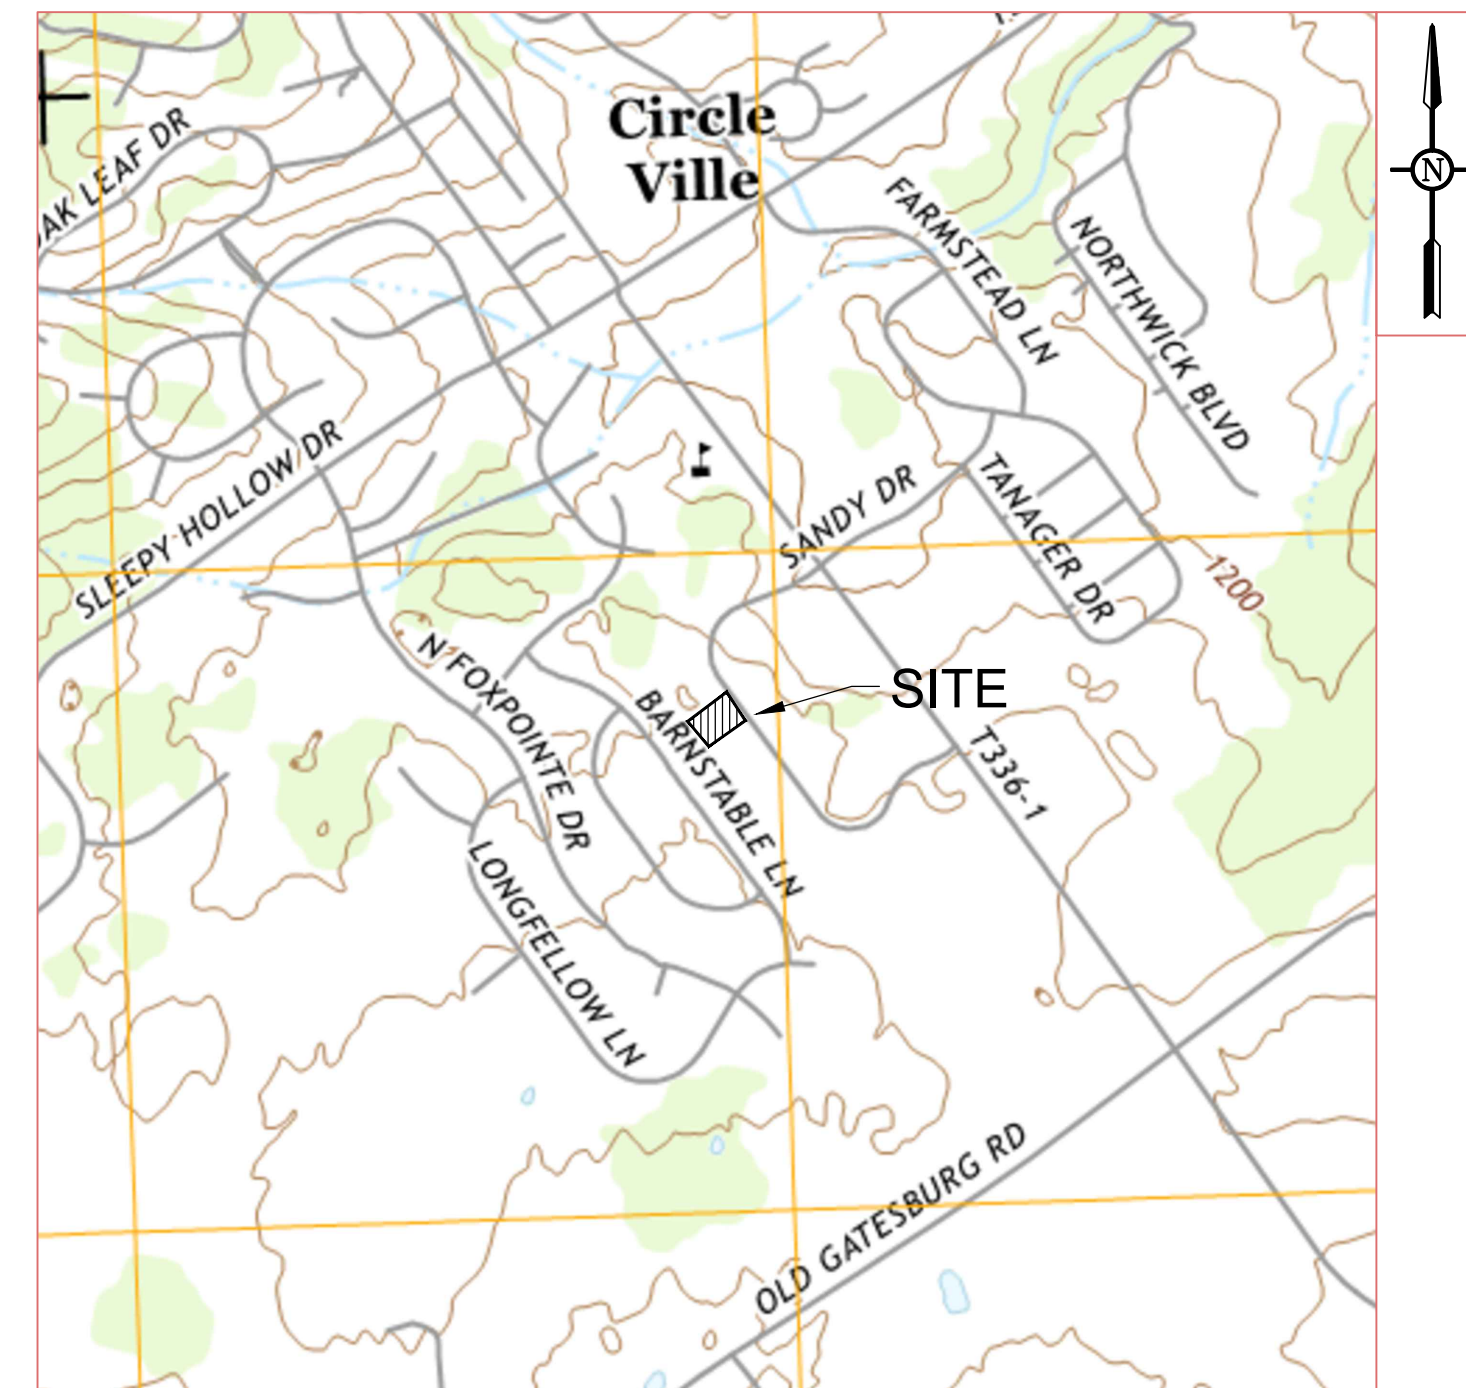 Circle
Ville
N
OAK LEAF DR
FARMSTEAD LN
NORTHWICK BLVD
SLEEPY HOLLOW DR
SANDY DR
TANAGER DR
1200
N FOXPOINTE DR
BARNSTABLE LN
SITE
T336-1
LONGFELLOW LN
OLD GATESBURG RD